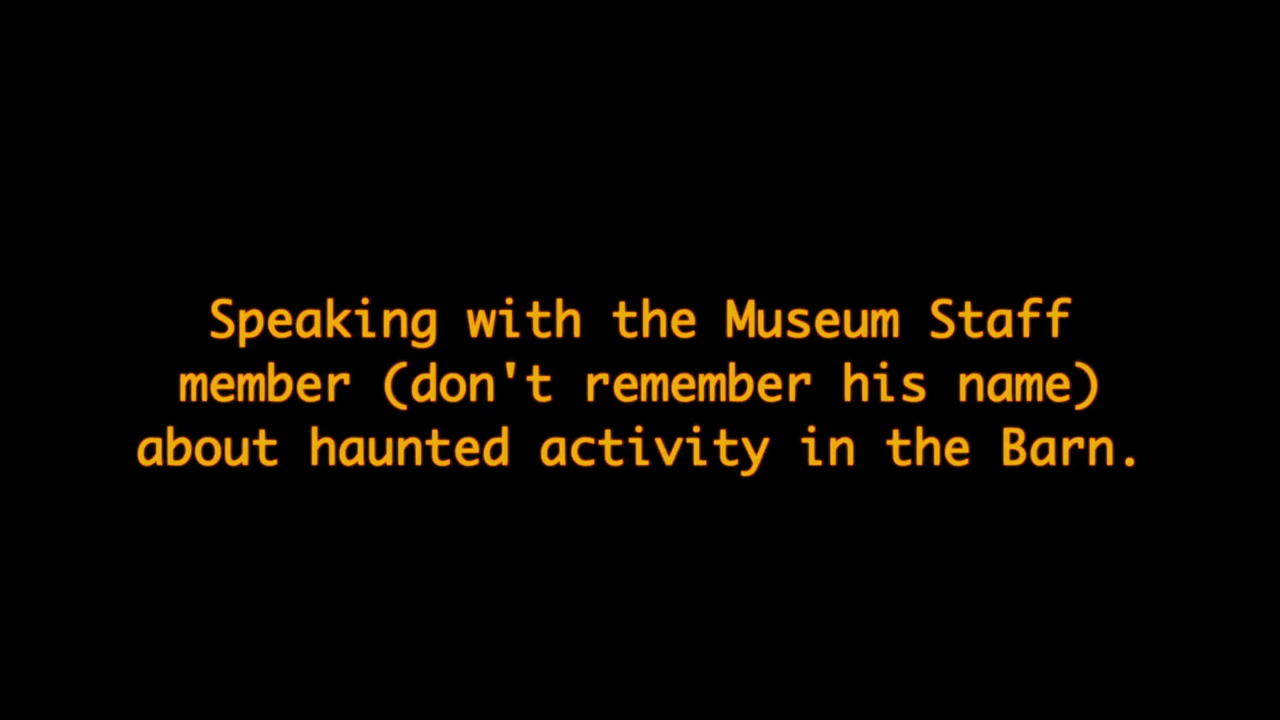 Speaking with the Museum Staff
member (don't remember his name)
about haunted activity in the Barn.